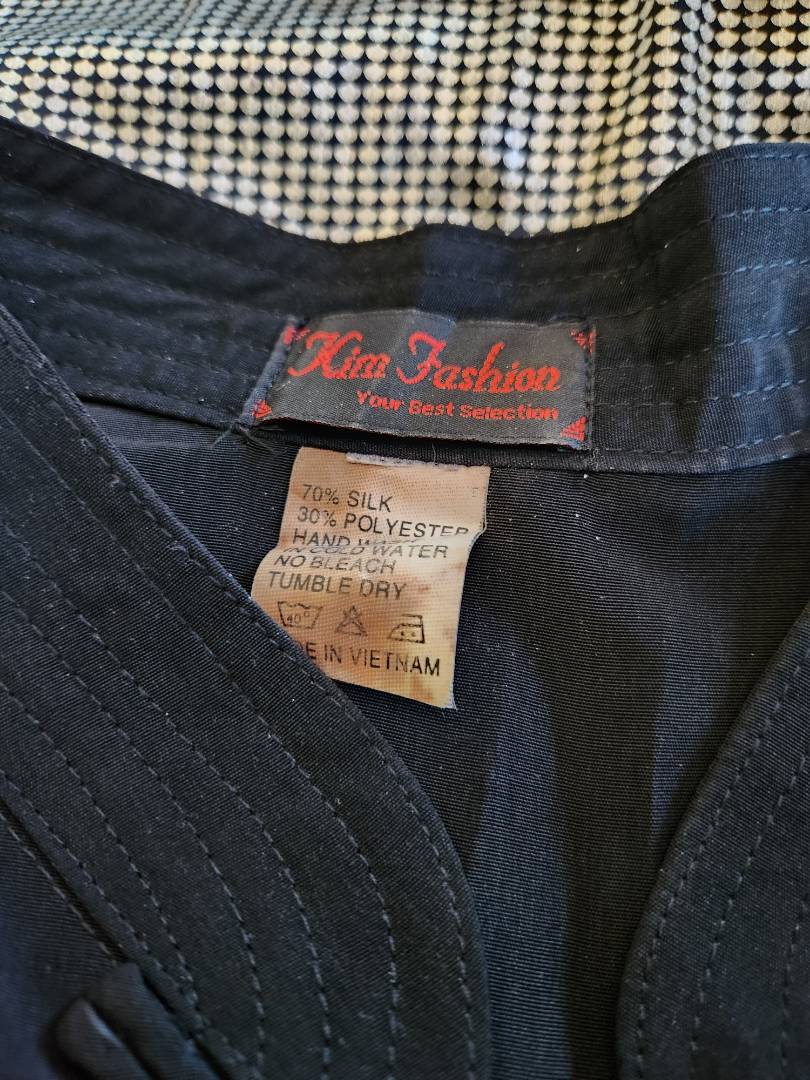 Kim Fashion
Your Best Selection
70% SILK
30% POLYESTER
HAND WASH
IN COLD WATER
NO BLEACH
TUMBLE DRY
40°
E IN VIETNAM